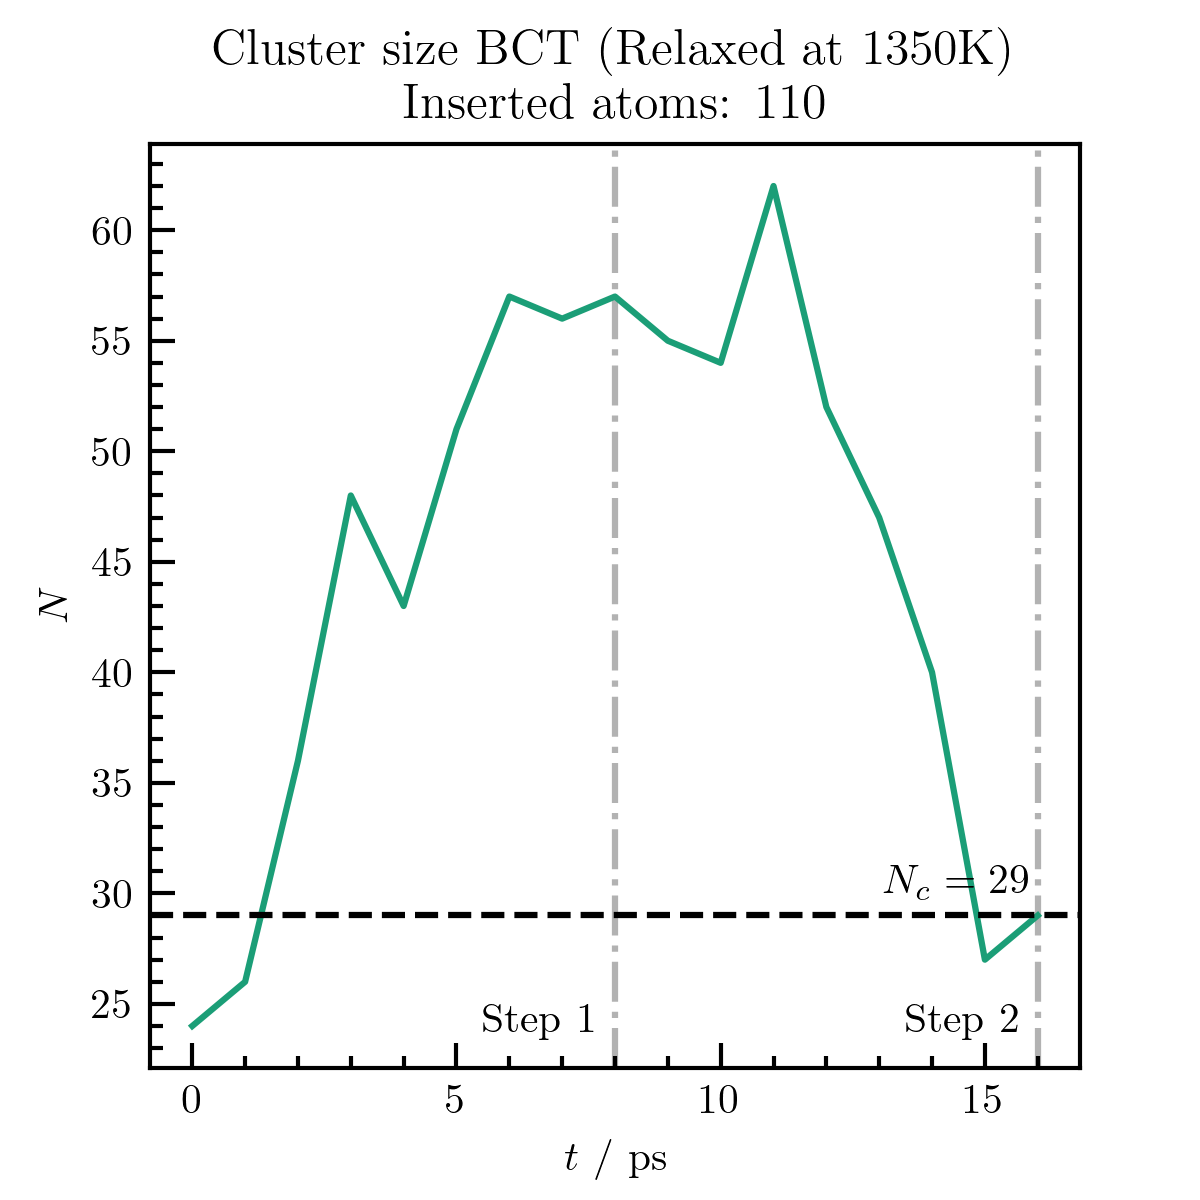 Cluster size BCT (Relaxed at 1350K)
Inserted atoms: 110
60
55
50
45
40
35
30
25
N
N_c = 29
Step 1
Step 2
0 5 10 15
t / ps